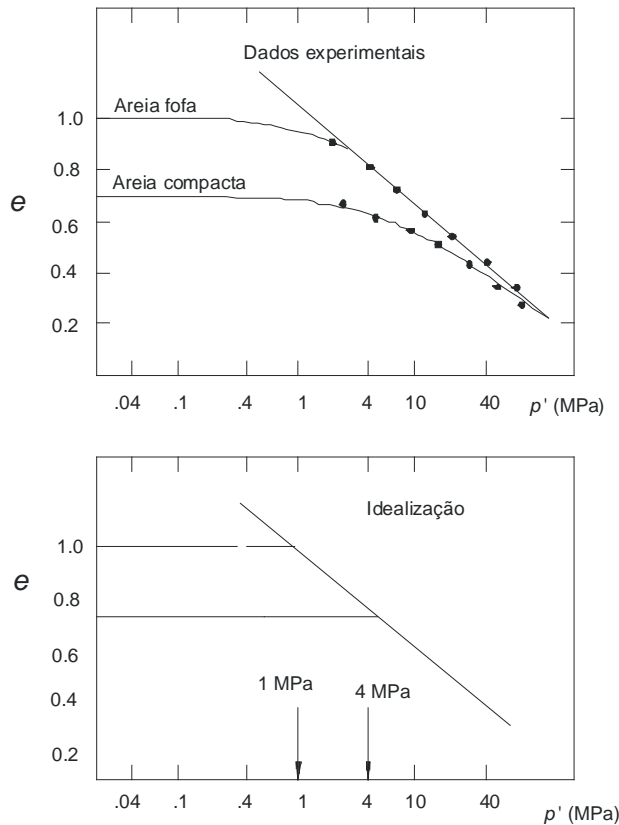 Dados experimentais
Areia fofa
1.0
0.8
Areia compacta
e
0.6
0.4
0.2
.04 .1 .4 1 4 10 40 p' (MPa)
Idealização
1.0
e
0.8
0.6
1 MPa 4 MPa
0.4
0.2
.04 .1 .4 1 4 10 40
p' (MPa)